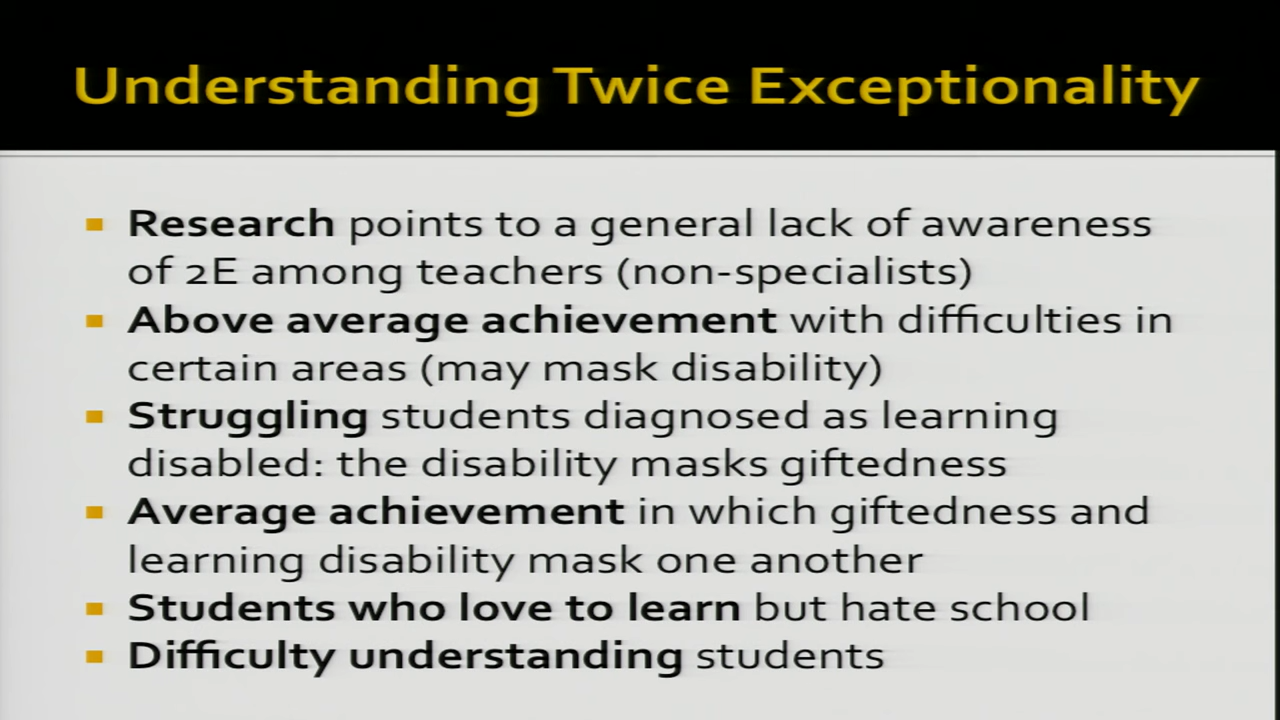 Understanding Twice Exceptionality
Research points to a general lack of awareness
of 2E among teachers (non-specialists)
Above average achievement with difficulties in
certain areas (may mask disability)
Struggling students diagnosed as learning
disabled: the disability masks giftedness
Average achievement in which giftedness and
learning disability mask one another
Students who love to learn but hate school
Difficulty understanding students